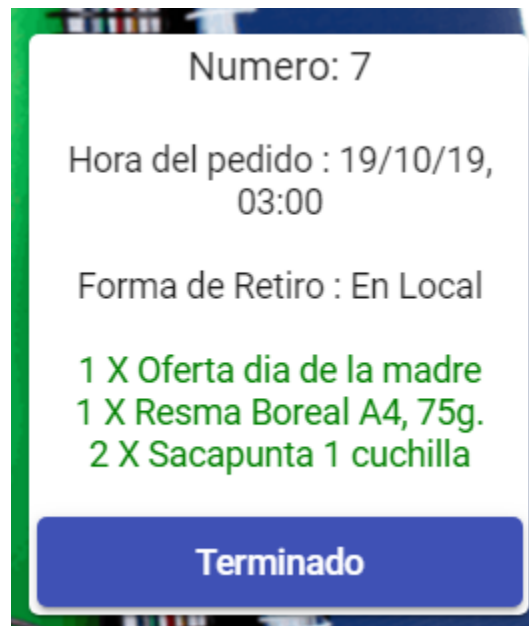 Numero: 7
Hora del pedido : 19/10/19,
03:00
Forma de Retiro : En Local
1 X Oferta dia de la madre
1 X Resma Boreal A4, 75g.
2 X Sacapunta 1 cuchilla
Terminado